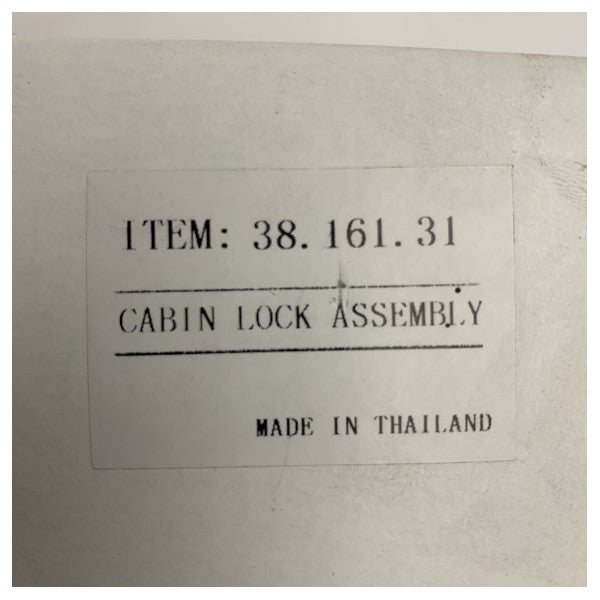 ITEM: 38.161.31
CABIN LOCK ASSEMBLY
MADE IN THAILAND